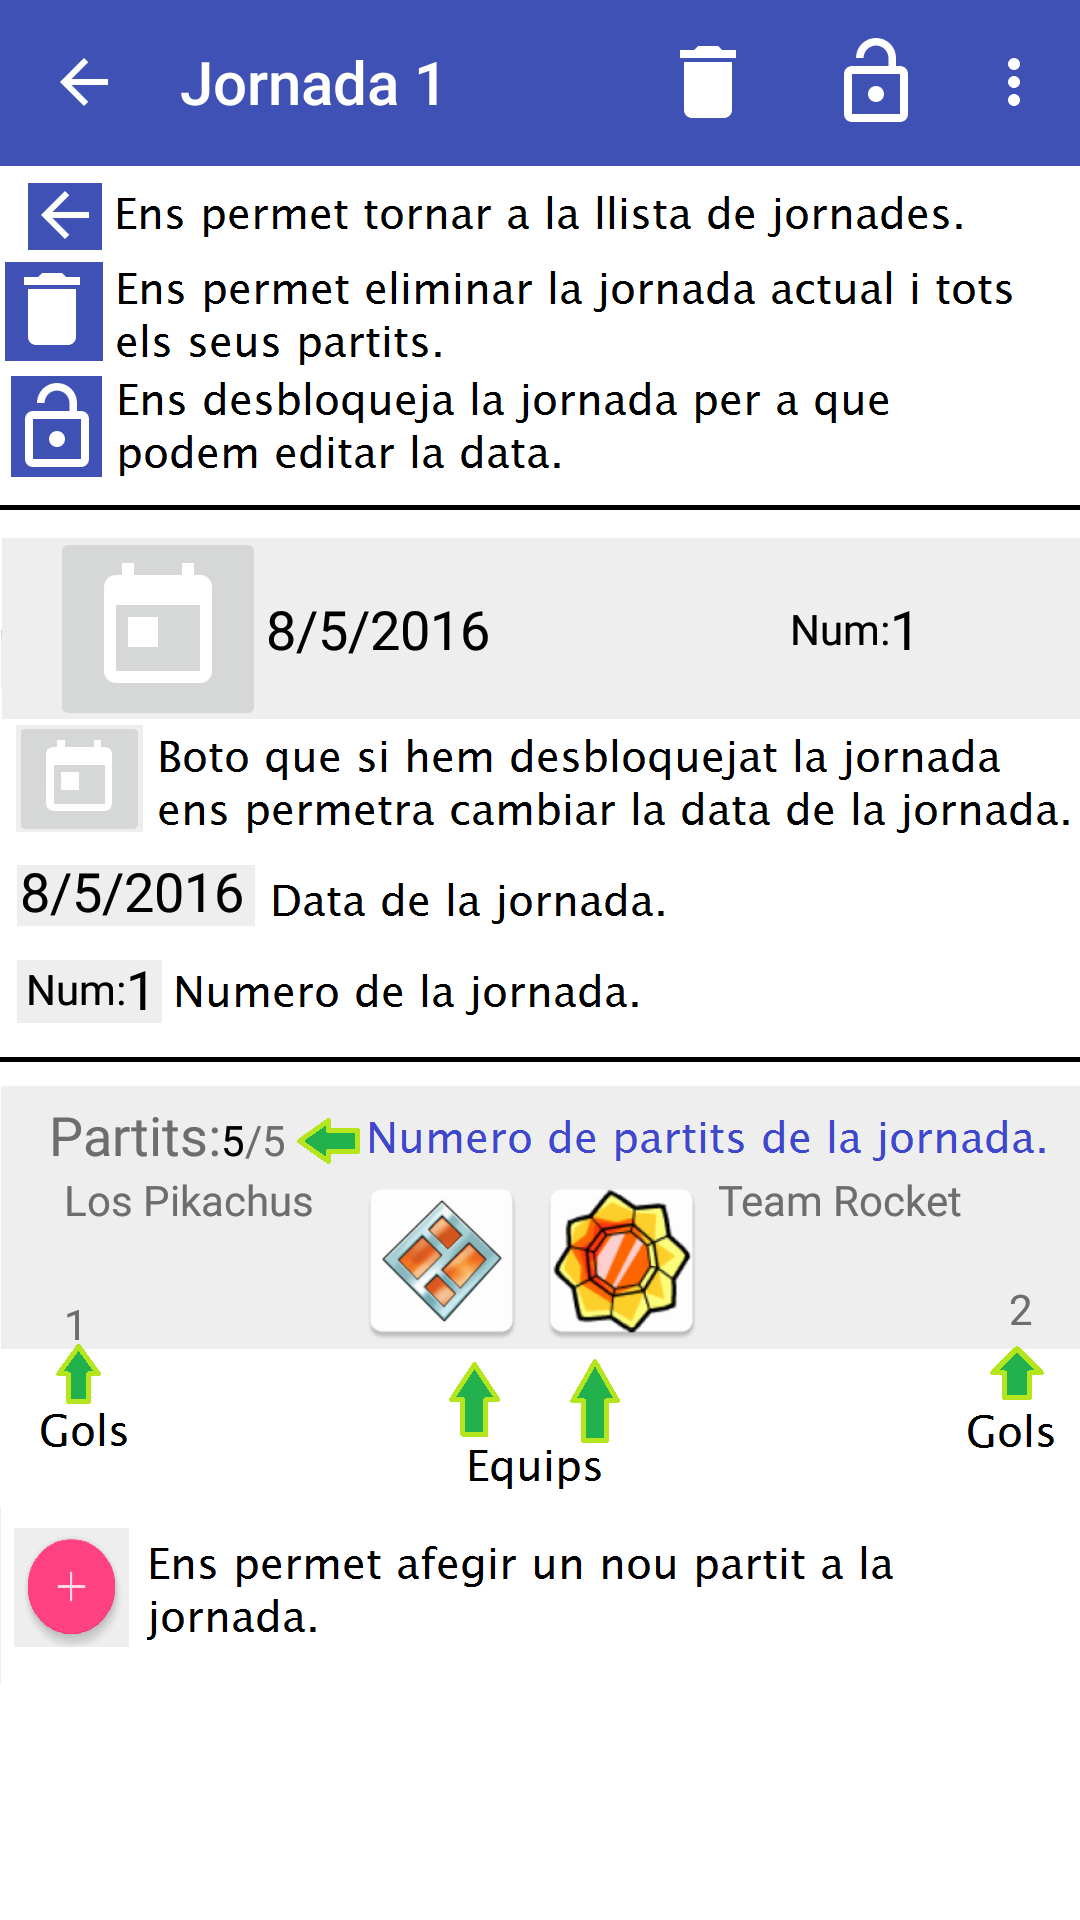 Jornada 1
Ens permet tornar a la llista de jornades.
Ens permet eliminar la jornada actual i tots
els seus partits.
Ens desbloqueja la jornada per a que
podem editar la data.
8/5/2016 Num:1
Boto que si hem desbloquejat la jornada
ens permetra cambiar la data de la jornada.
8/5/2016 Data de la jornada.
Num:1 Numero de la jornada.
Partits:5/5 Numero de partits de la jornada.
Los Pikachus Team Rocket
1 2
Gols Gols
Equips
Ens permet afegir un nou partit a la
jornada.